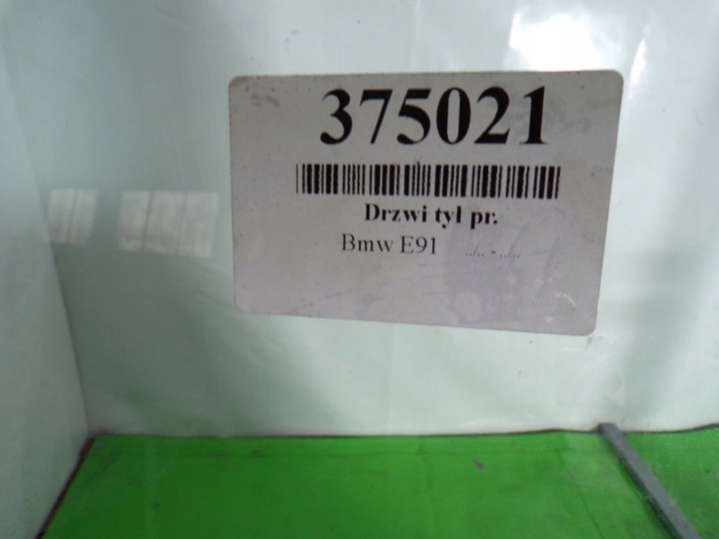 375021
Drzwi tył pr.
Bmw E91 ../.. - ../..